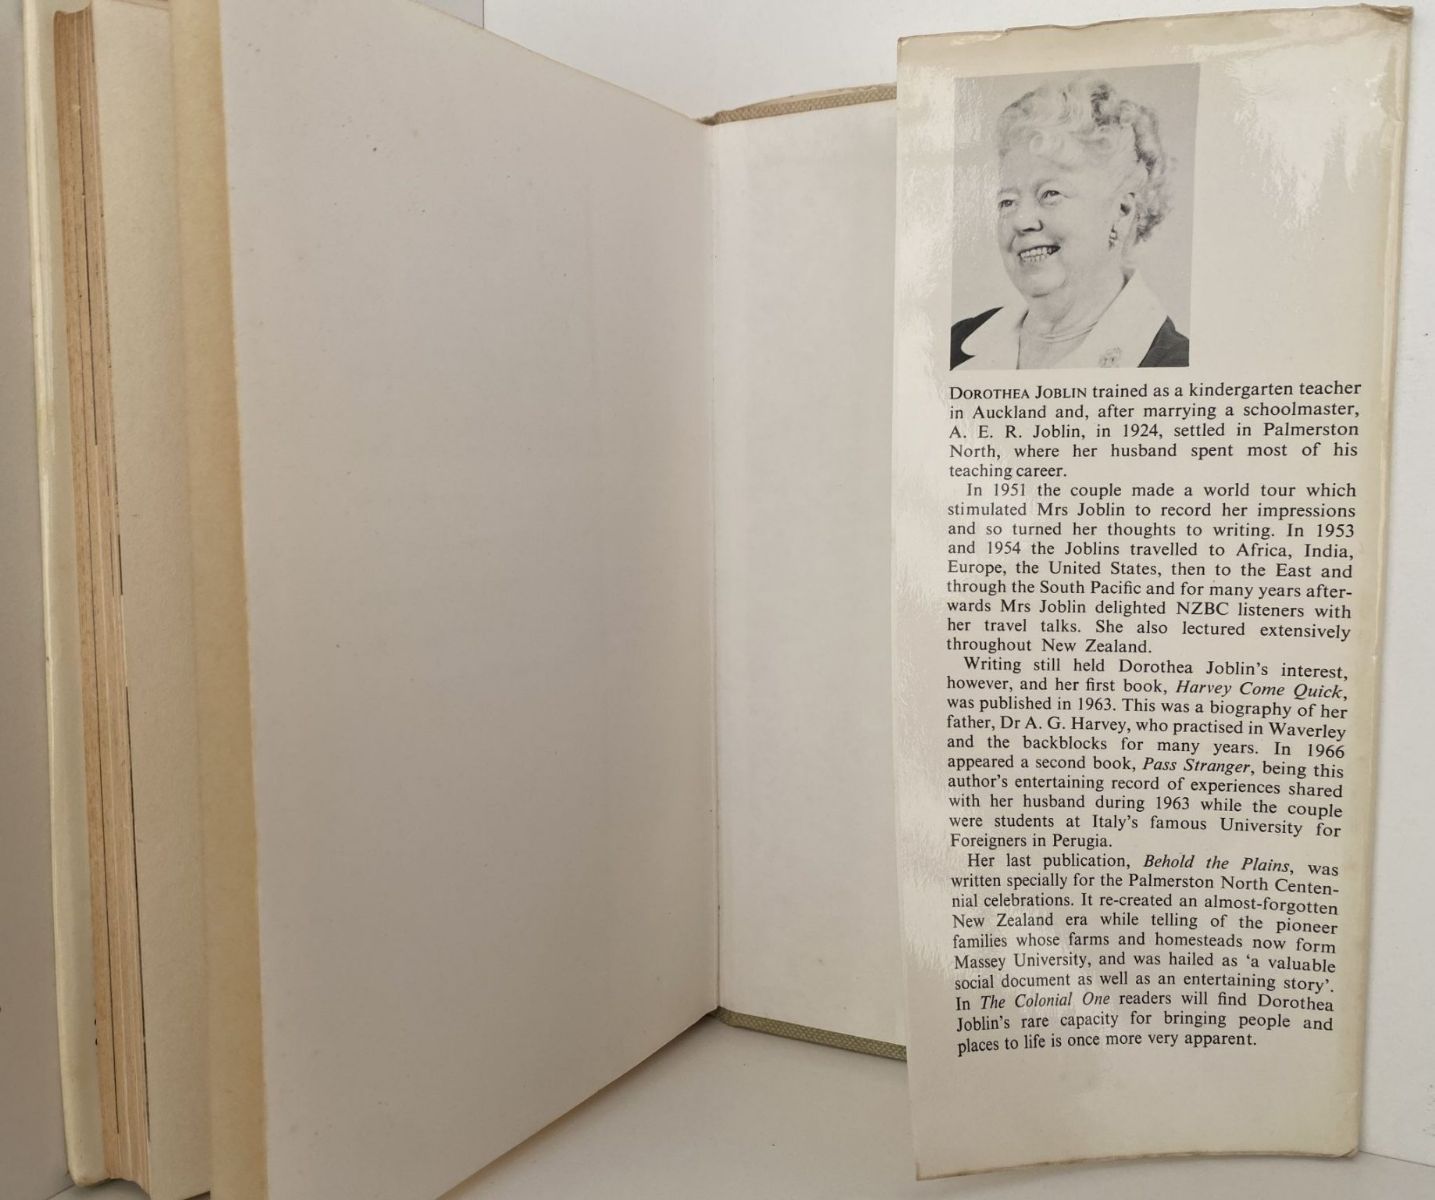 DOROTHEA JOBLIN trained as a kindergarten teacher
in Auckland and, after marrying a schoolmaster,
A. E. R. Joblin, in 1924, settled in Palmerston
North, where her husband spent most of his
teaching career.
In 1951 the couple made a world tour which
stimulated Mrs Joblin to record her impressions
and so turned her thoughts to writing. In 1953
and 1954 the Joblins travelled to Africa, India,
Europe, the United States, then to the East and
through the South Pacific and for many years after-
wards Mrs Joblin delighted NZBC listeners with
her travel talks. She also lectured extensively
throughout New Zealand.
Writing still held Dorothea Joblin's interest,
however, and her first book, Harvey Come Quick,
was published in 1963. This was a biography of her
father, Dr A. G. Harvey, who practised in Waverley
and the backblocks for many years. In 1966
appeared a second book, Pass Stranger, being this
author's entertaining record of experiences shared
with her husband during 1963 while the couple
were students at Italy's famous University for
Foreigners in Perugia.
Her last publication, Behold the Plains, was
written specially for the Palmerston North Centen-
nial celebrations. It re-created an almost-forgotten
New Zealand era while telling of the pioneer
families whose farms and homesteads now form
Massey University, and was hailed as 'a valuable
social document as well as an entertaining story'.
In The Colonial One readers will find Dorothea
Joblin's rare capacity for bringing people and
places to life is once more very apparent.